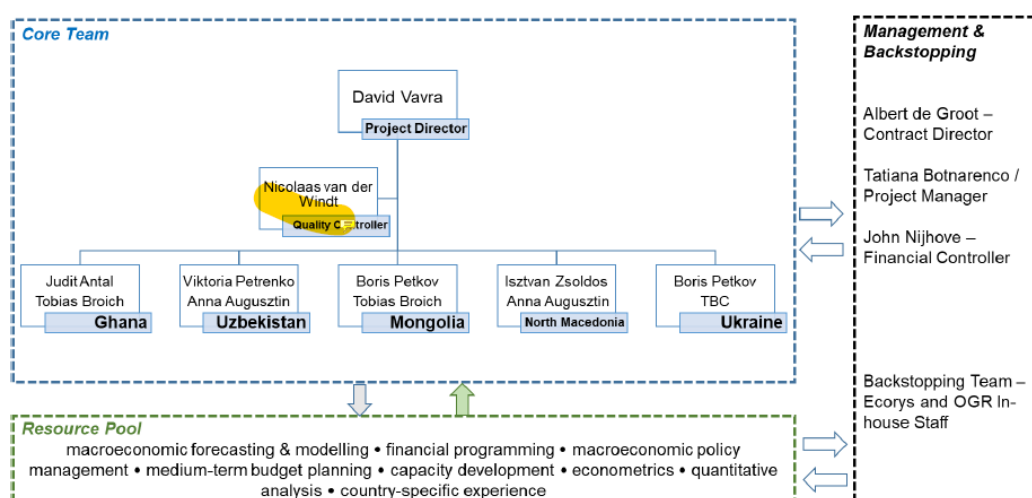 Core Team
David Vavra
Project Director
Nicolaas van der
Windt
Quality Controller
Judit Antal
Tobias Broich
Ghana
Viktoria Petrenko
Anna Augusztin
Uzbekistan
Boris Petkov
Tobias Broich
Mongolia
Isztvan Zsoldos
Anna Augusztin
North Macedonia
Boris Petkov
TBC
Ukraine
Resource Pool
macroeconomic forecasting & modelling • financial programming • macroeconomic policy
management • medium-term budget planning • capacity development • econometrics • quantitative
analysis • country-specific experience
Management &
Backstopping
Albert de Groot –
Contract Director
Tatiana Botnarenco /
Project Manager
John Nijhove –
Financial Controller
Backstopping Team –
Ecorys and OGR In-
house Staff